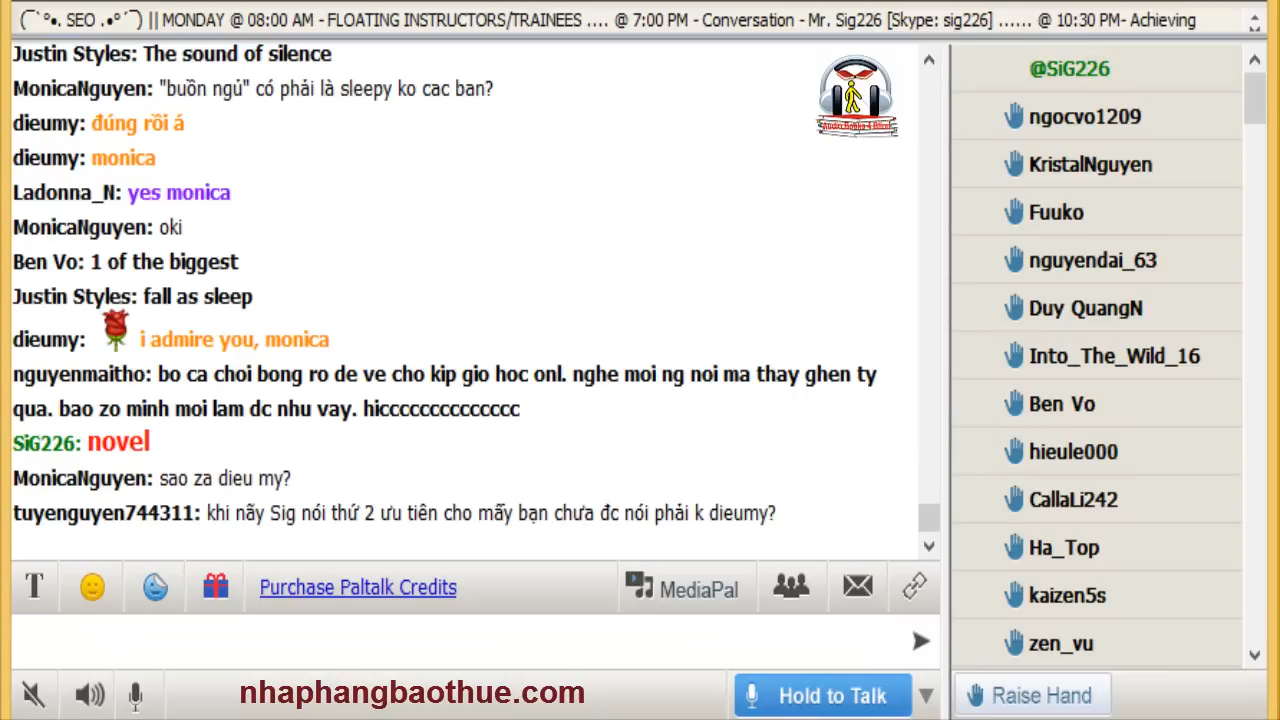 (¯`°•. SEO .•°´¯) || MONDAY @ 08:00 AM - FLOATING INSTRUCTORS/TRAINEES .... @ 7:00 PM - Conversation - Mr. Sig226 [Skype: sig226] ...... @ 10:30 PM- Achieving
Justin Styles: The sound of silence
MonicaNguyen: "buồn ngủ" có phải là sleepy ko cac ban?
dieumy: đúng rồi á
dieumy: monica
Ladonna_N: yes monica
MonicaNguyen: oki
Ben Vo: 1 of the biggest
Justin Styles: fall as sleep
dieumy: i admire you, monica
nguyenmaitho: bo ca choi bong ro de ve cho kip gio hoc onl. nghe moi ng noi ma thay ghen ty
qua. bao zo minh moi lam dc nhu vay. hicccccccccccccc
SiG226: novel
MonicaNguyen: sao za dieu my?
tuyenguyen744311: khi nãy Sig nói thứ 2 ưu tiên cho mấy bạn chưa đc nói phải k dieumy?
@SiG226
ngocvo1209
KristalNguyen
Fuuko
nguyendai_63
Duy QuangN
Into_The_Wild_16
Ben Vo
hieule000
CallaLi242
Ha_Top
kaizen5s
zen_vu
T
Purchase Paltalk Credits
MediaPal
nhaphangbaothue.com
Hold to Talk
Raise Hand